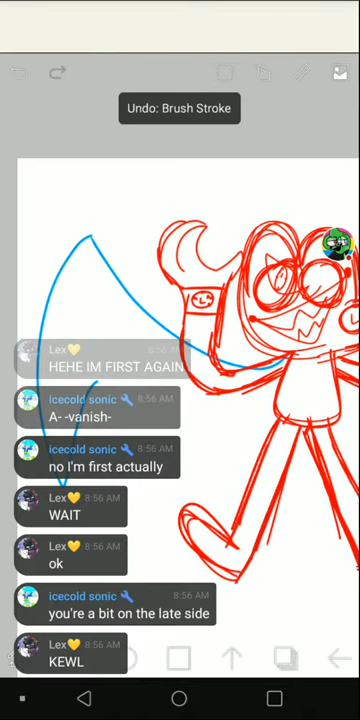 Undo: Brush Stroke
Lex💛 8:56 AM
HEHE IM FIRST AGAIN
icecold sonic 🔧 8:56 AM
A- -vanish-
icecold sonic 🔧 8:56 AM
no I'm first actually
Lex💛 8:56 AM
WAIT
Lex💛 8:56 AM
ok
icecold sonic 🔧 8:56 AM
you're a bit on the late side
Lex💛 8:56 AM
KEWL